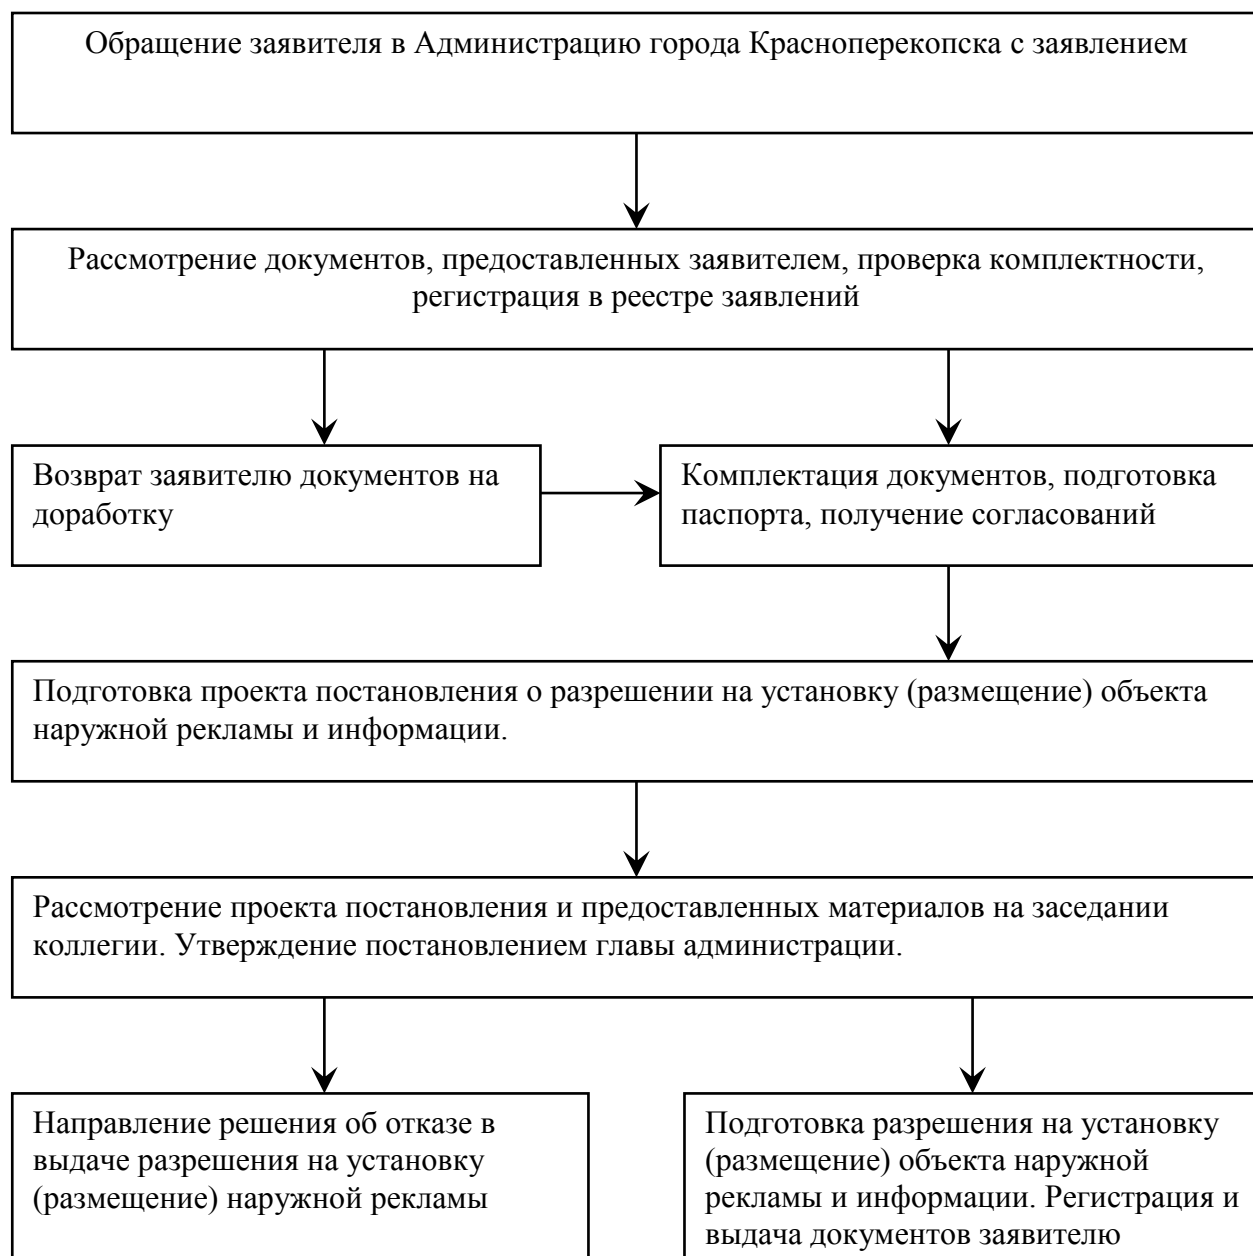 Обращение заявителя в Администрацию города Красноперекопска с заявлением
Рассмотрение документов, предоставленных заявителем, проверка комплектности,
регистрация в реестре заявлений
Возврат заявителю документов на
доработку
Комплектация документов, подготовка
паспорта, получение согласований
Подготовка проекта постановления о разрешении на установку (размещение) объекта
наружной рекламы и информации.
Рассмотрение проекта постановления и предоставленных материалов на заседании
коллегии. Утверждение постановлением главы администрации.
Направление решения об отказе в
выдаче разрешения на установку
(размещение) наружной рекламы
Подготовка разрешения на установку
(размещение) объекта наружной
рекламы и информации. Регистрация и
выдача документов заявителю